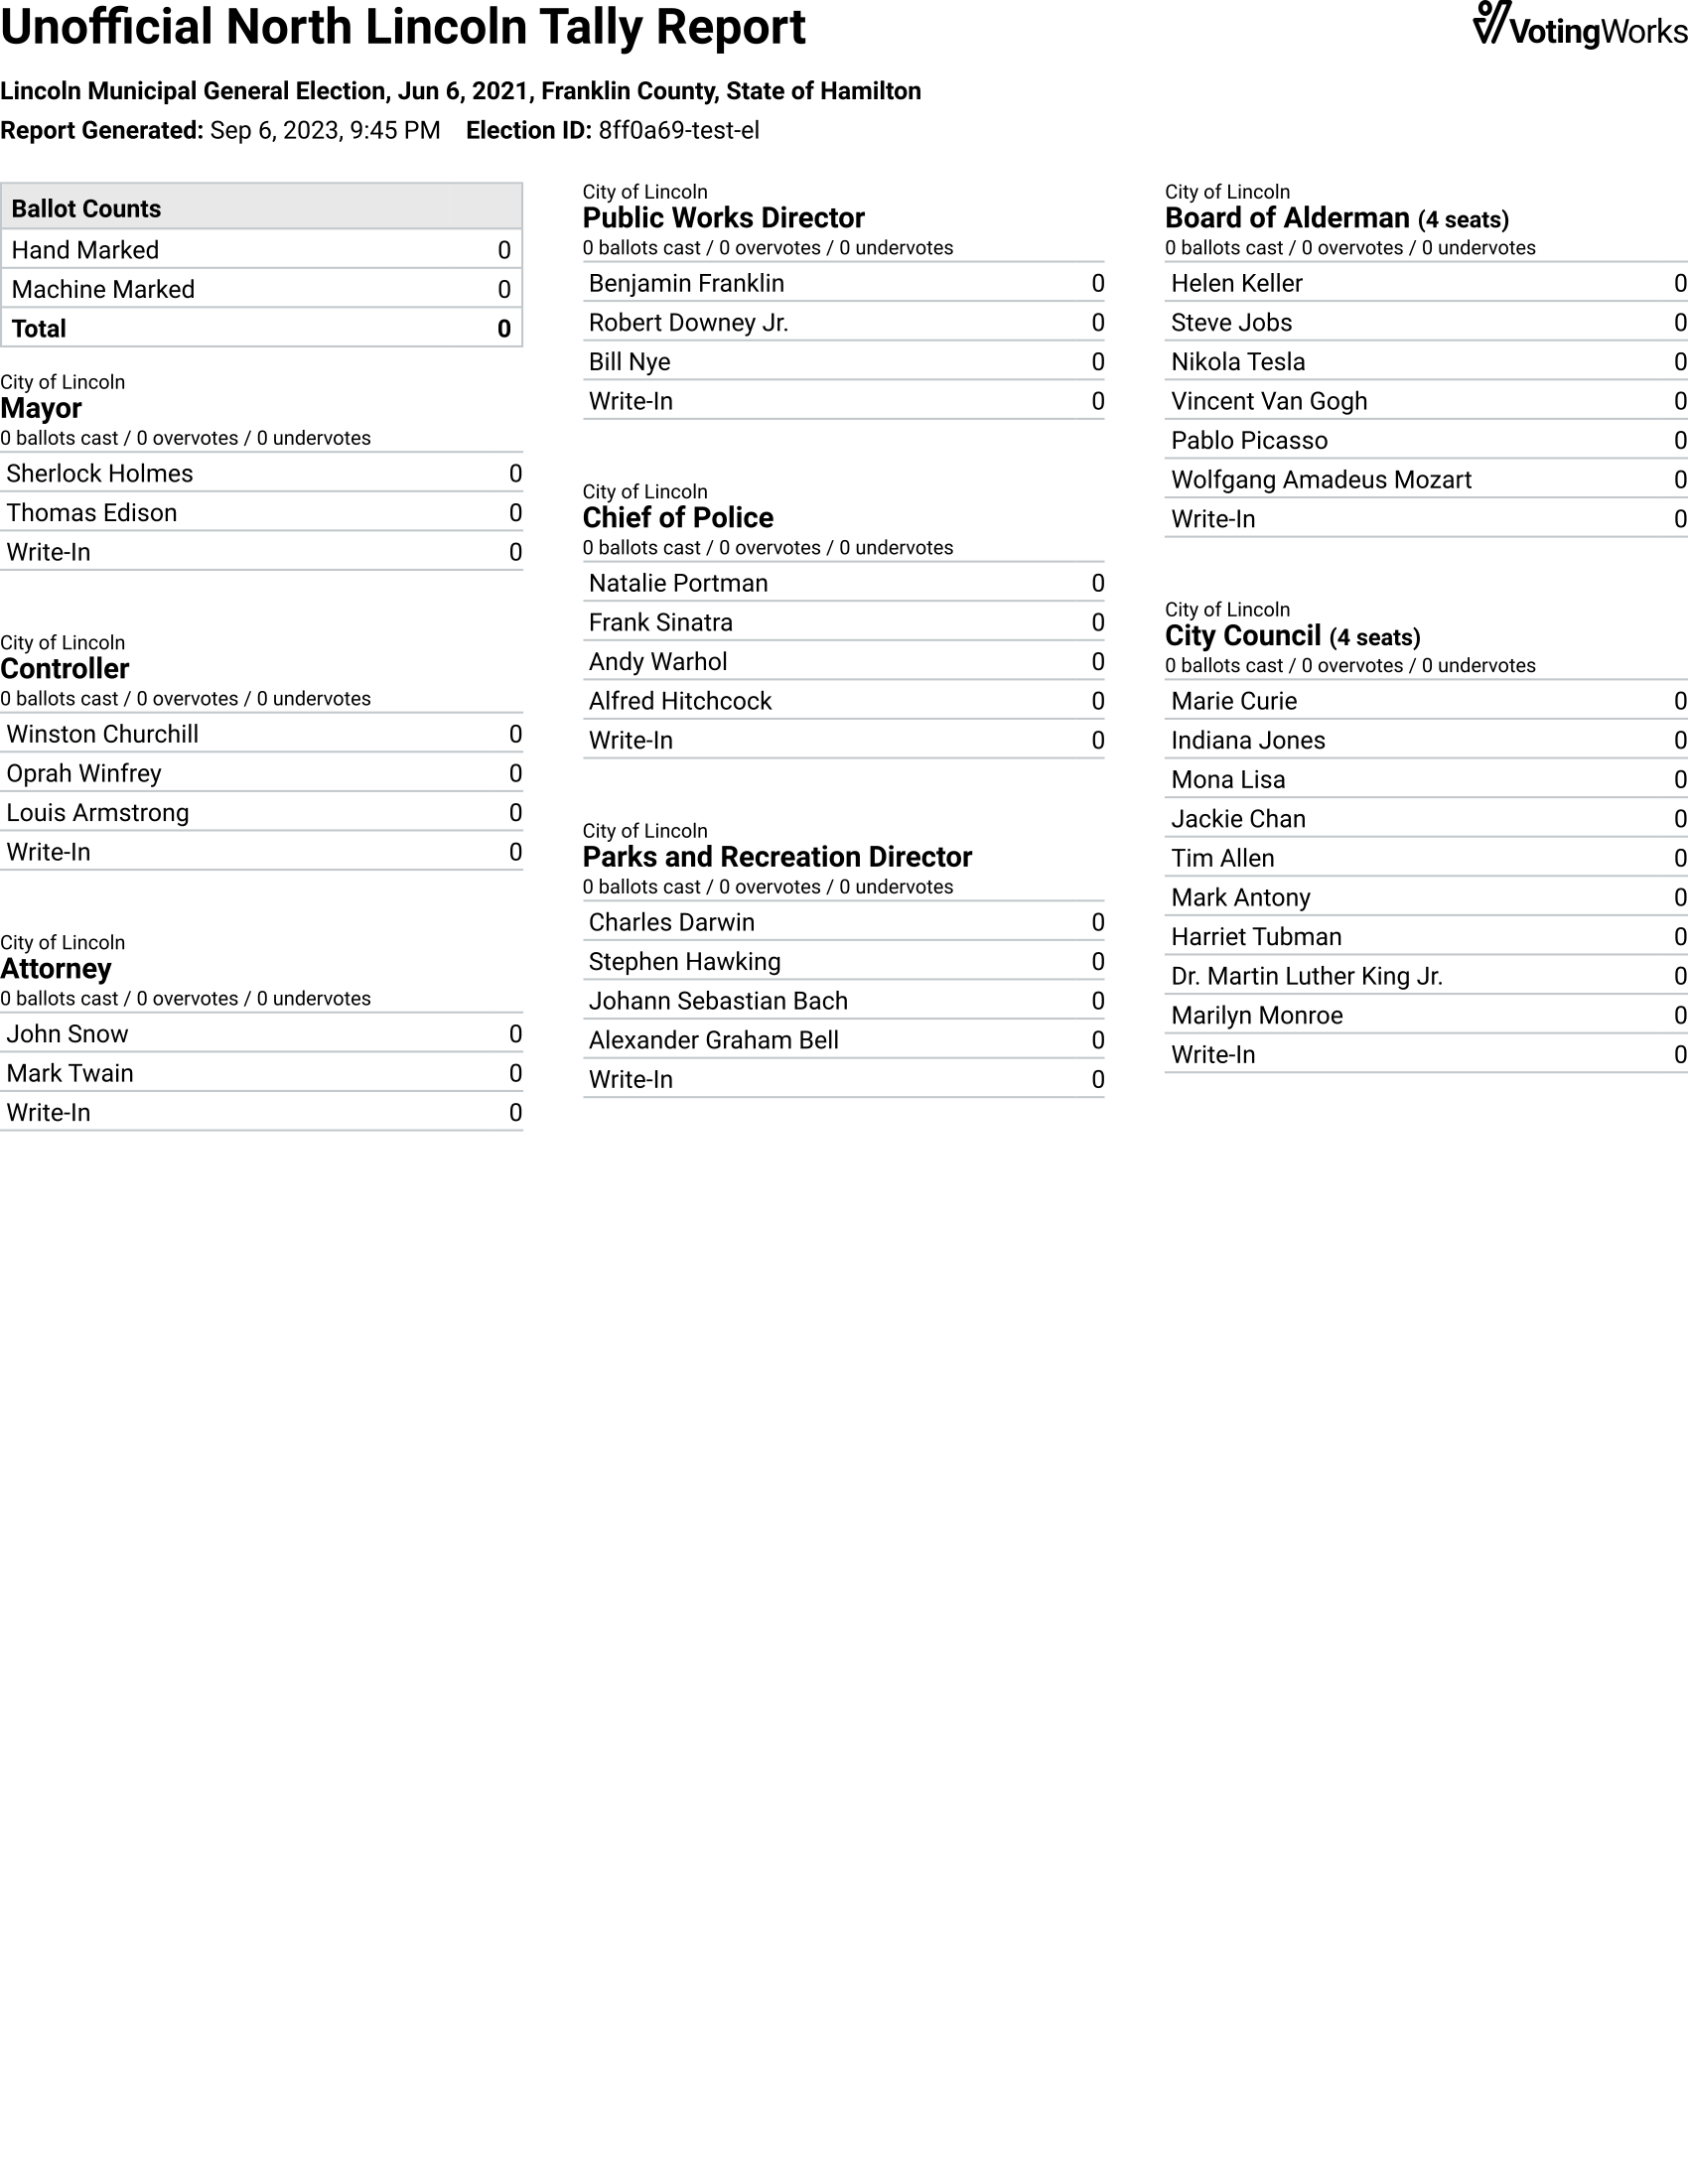 Unofficial North Lincoln Tally Report
VotingWorks
Lincoln Municipal General Election, Jun 6, 2021, Franklin County, State of Hamilton
Report Generated: Sep 6, 2023, 9:45 PM Election ID: 8ff0a69-test-el
Ballot Counts
Hand Marked 0
Machine Marked 0
Total 0
City of Lincoln
Mayor
0 ballots cast / 0 overvotes / 0 undervotes
Sherlock Holmes 0
Thomas Edison 0
Write-In 0
City of Lincoln
Controller
0 ballots cast / 0 overvotes / 0 undervotes
Winston Churchill 0
Oprah Winfrey 0
Louis Armstrong 0
Write-In 0
City of Lincoln
Attorney
0 ballots cast / 0 overvotes / 0 undervotes
John Snow 0
Mark Twain 0
Write-In 0
City of Lincoln
Public Works Director
0 ballots cast / 0 overvotes / 0 undervotes
Benjamin Franklin 0
Robert Downey Jr. 0
Bill Nye 0
Write-In 0
City of Lincoln
Chief of Police
0 ballots cast / 0 overvotes / 0 undervotes
Natalie Portman 0
Frank Sinatra 0
Andy Warhol 0
Alfred Hitchcock 0
Write-In 0
City of Lincoln
Parks and Recreation Director
0 ballots cast / 0 overvotes / 0 undervotes
Charles Darwin 0
Stephen Hawking 0
Johann Sebastian Bach 0
Alexander Graham Bell 0
Write-In 0
City of Lincoln
Board of Alderman (4 seats)
0 ballots cast / 0 overvotes / 0 undervotes
Helen Keller 0
Steve Jobs 0
Nikola Tesla 0
Vincent Van Gogh 0
Pablo Picasso 0
Wolfgang Amadeus Mozart 0
Write-In 0
City of Lincoln
City Council (4 seats)
0 ballots cast / 0 overvotes / 0 undervotes
Marie Curie 0
Indiana Jones 0
Mona Lisa 0
Jackie Chan 0
Tim Allen 0
Mark Antony 0
Harriet Tubman 0
Dr. Martin Luther King Jr. 0
Marilyn Monroe 0
Write-In 0